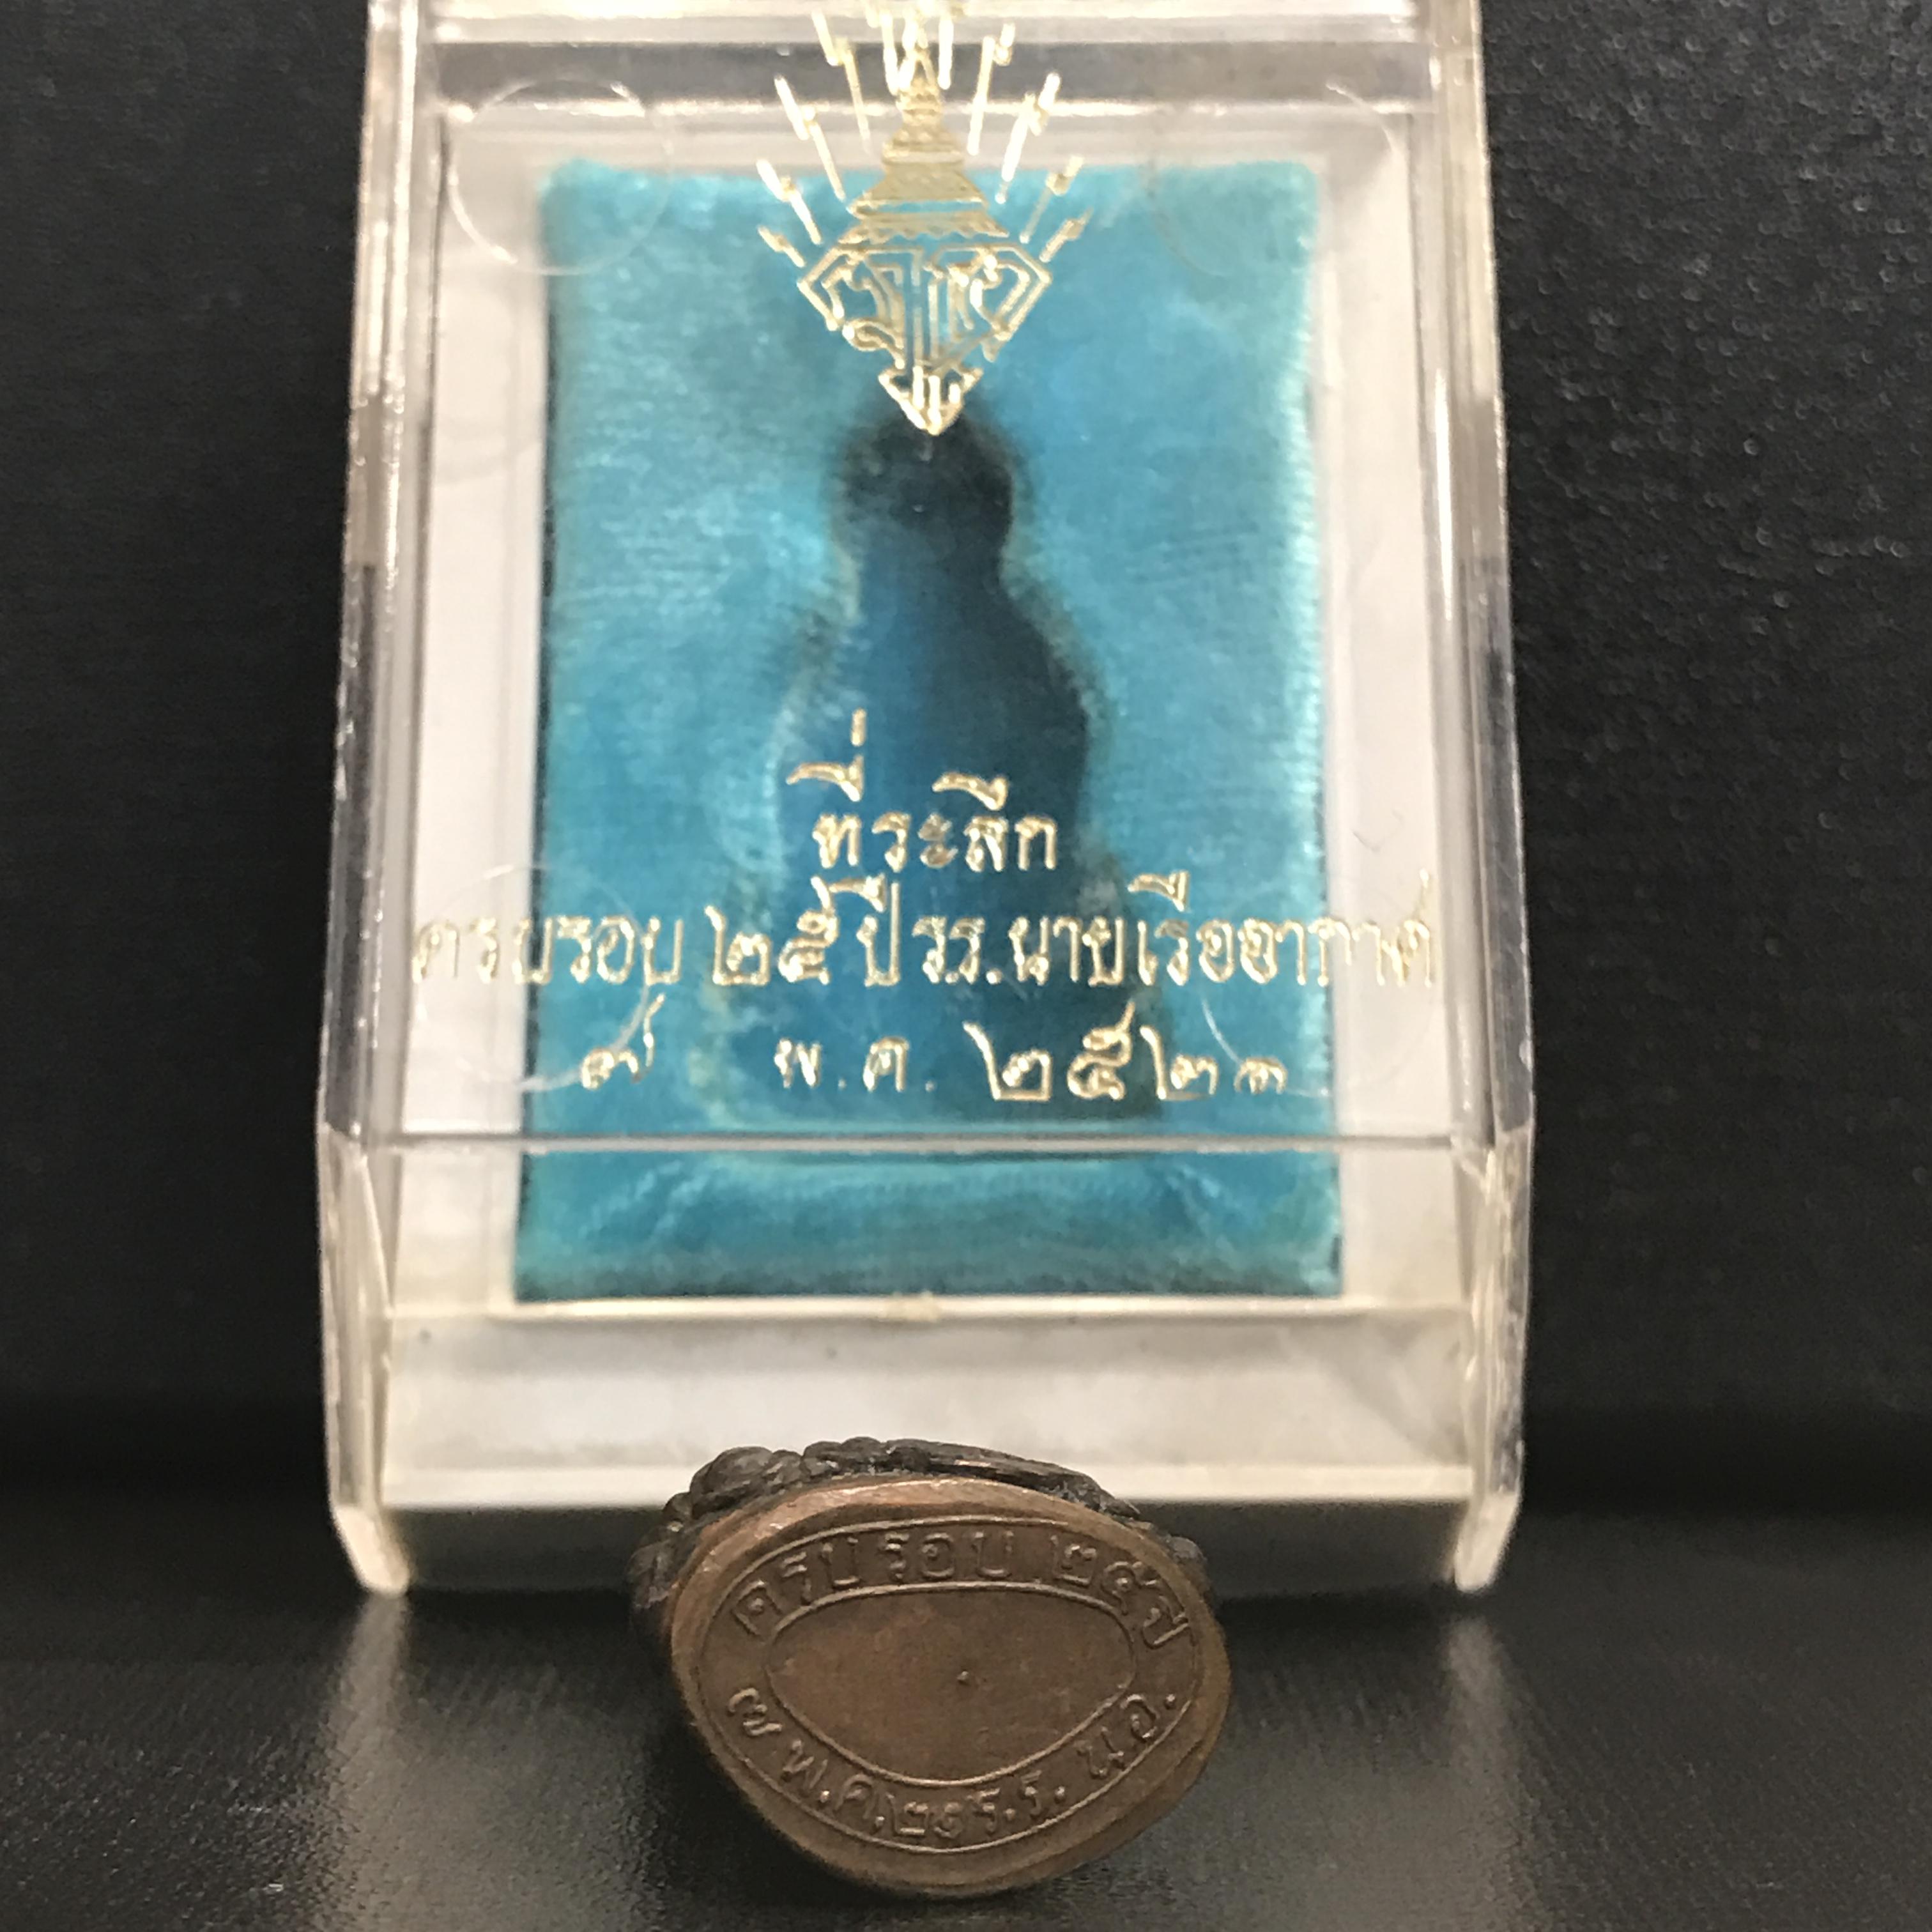 ที่ระลึก
ครบรอบ ๒๕ ปี ร.ร.นายเรืออากาศ
๗ พ.ค. ๒๕๒๑
ครบรอบ ๒๕ ปี
๗ พ.ค.๒๑ ร.ร. น.อ.